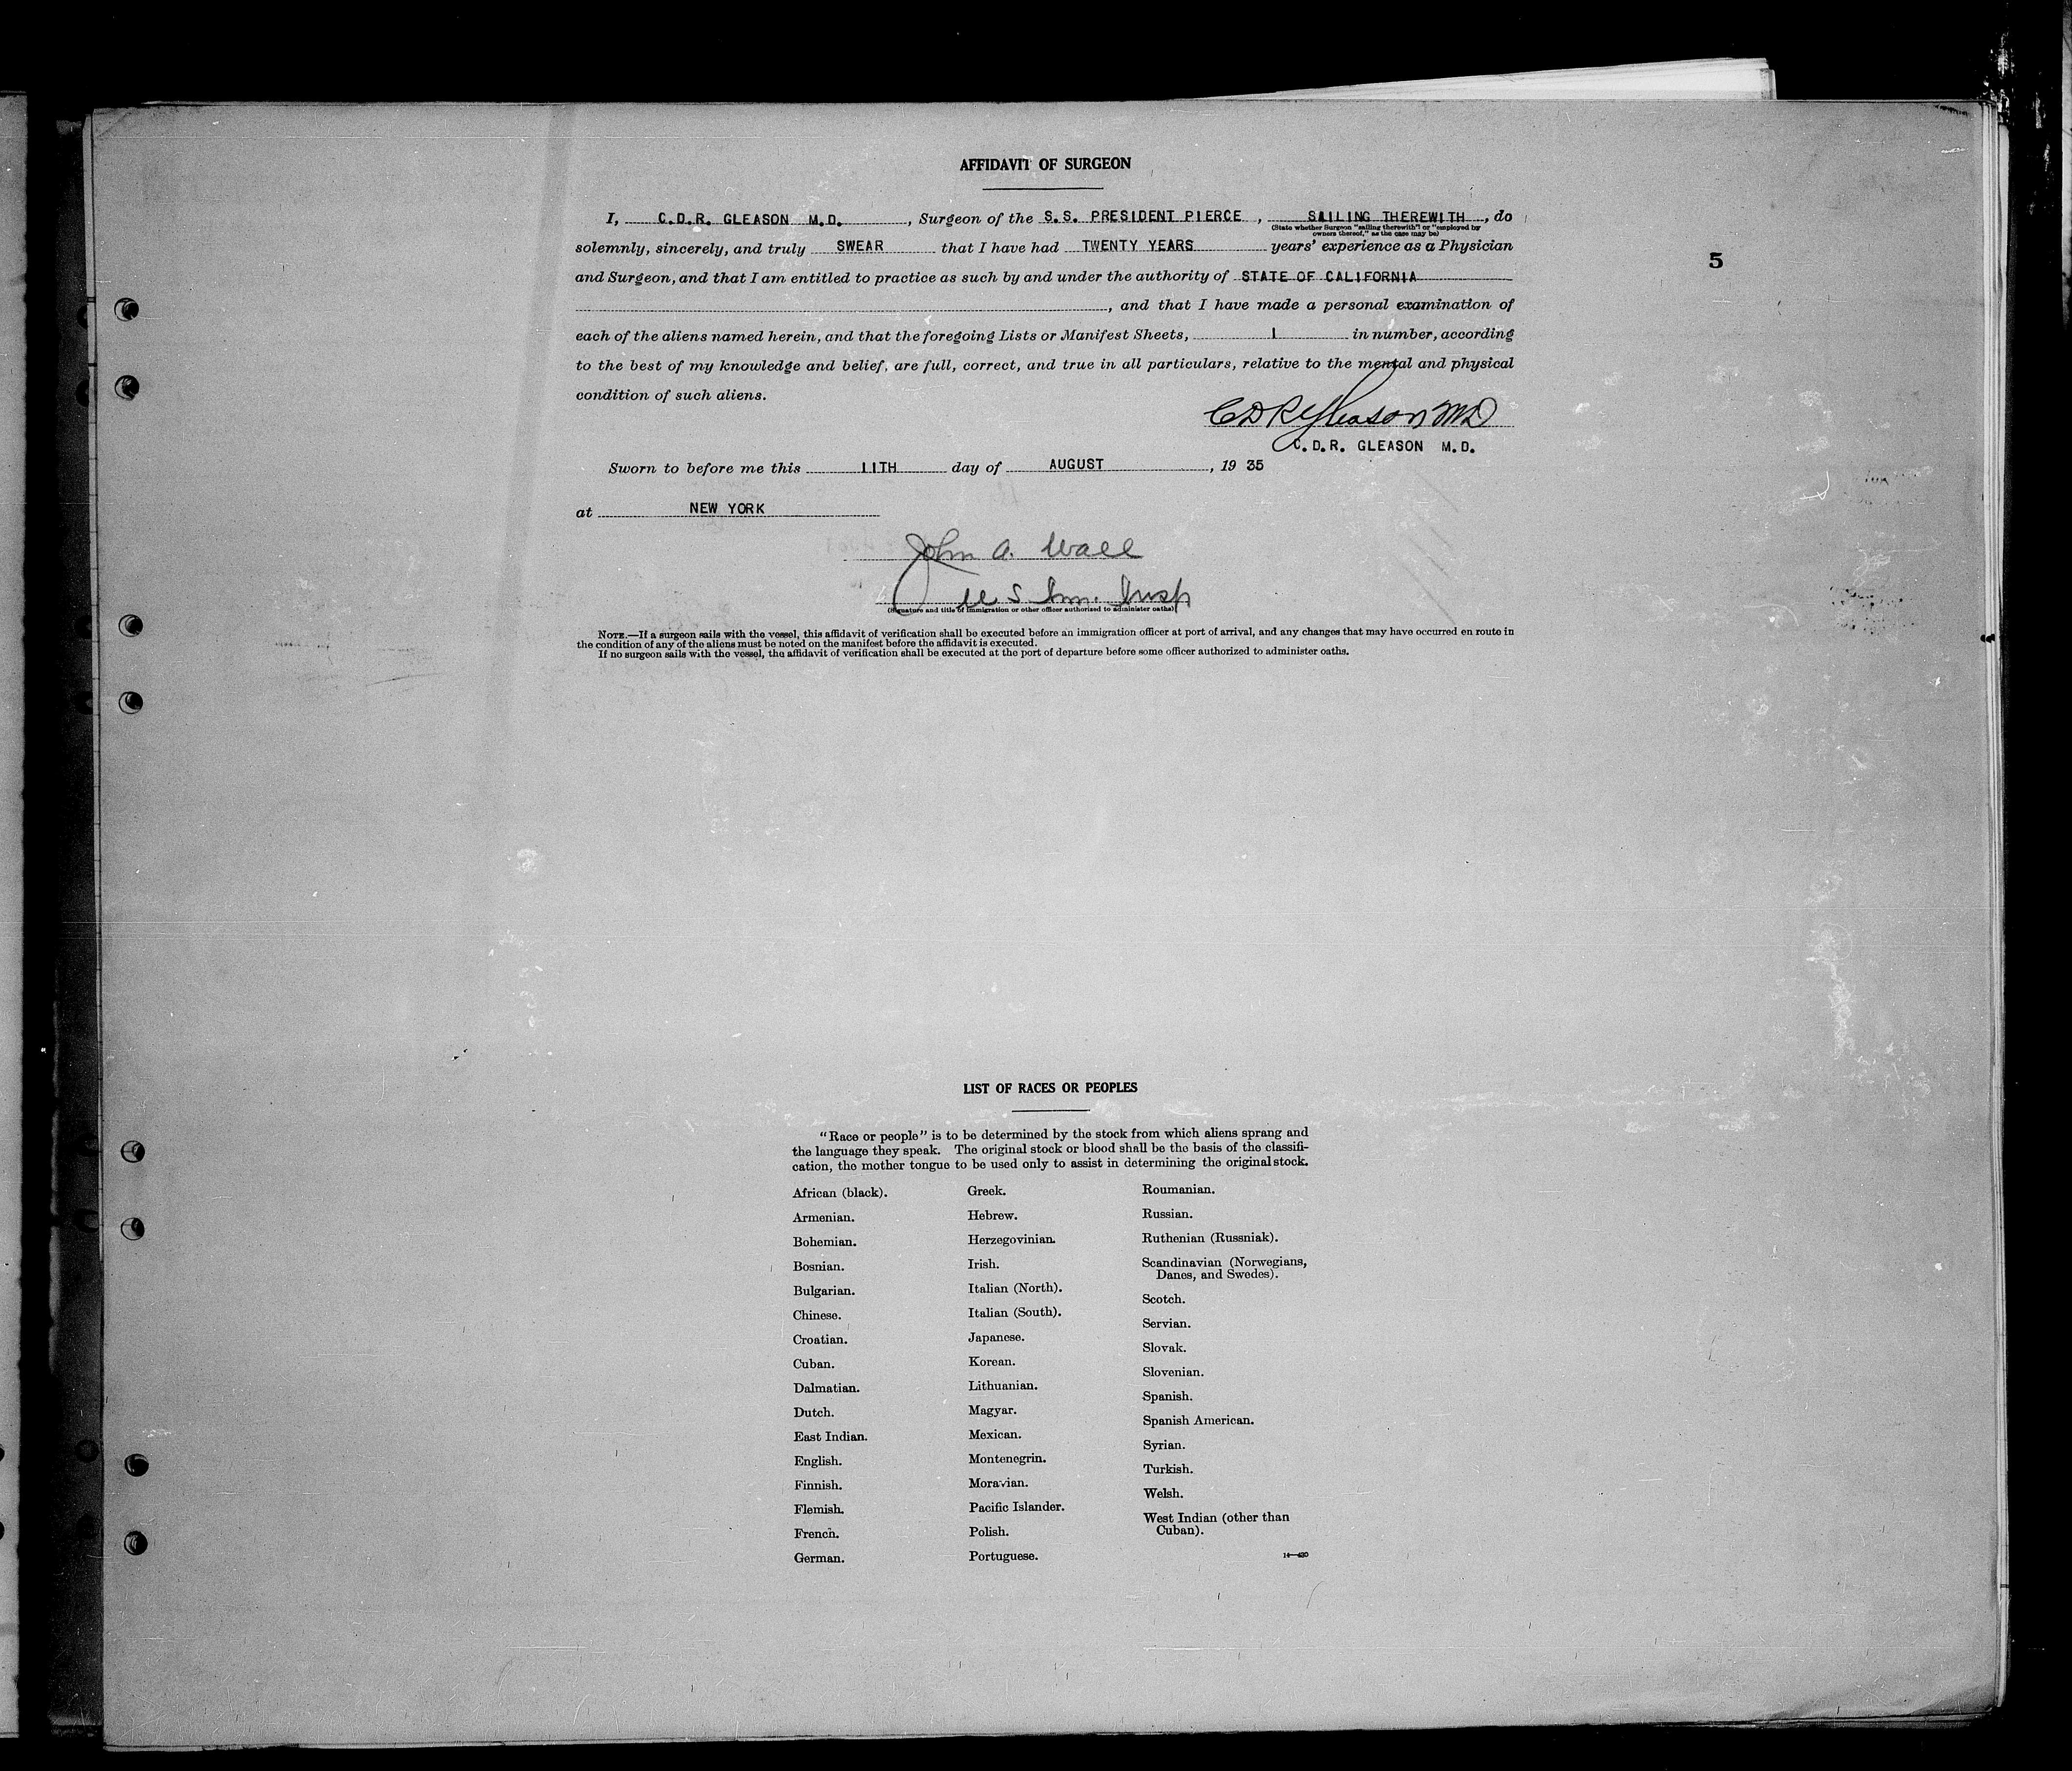 AFFIDAVIT OF SURGEON
I, C.D.R. GLEASON M.D., Surgeon of the S.S. PRESIDENT PIERCE, SAILING THEREWITH, do
(State whether Surgeon "sailing therewith" or "employed by
owners thereof," as the case may be)
solemnly, sincerely, and truly SWEAR that I have had TWENTY YEARS years' experience as a Physician
5
and Surgeon, and that I am entitled to practice as such by and under the authority of STATE OF CALIFORNIA
, and that I have made a personal examination of
each of the aliens named herein, and that the foregoing Lists or Manifest Sheets, 1 in number, according
to the best of my knowledge and belief, are full, correct, and true in all particulars, relative to the mental and physical
condition of such aliens.
CDR Gleason MD
C.D.R. GLEASON M.D.
Sworn to before me this 11TH day of AUGUST, 19 35
at NEW YORK
John A. Wall
U S Im. Insp
(Signature and title of immigration or other officer authorized to administer oaths)
NOTE.—If a surgeon sails with the vessel, this affidavit of verification shall be executed before an immigration officer at port of arrival, and any changes that may have occurred en route in
the condition of any of the aliens must be noted on the manifest before the affidavit is executed.
If no surgeon sails with the vessel, the affidavit of verification shall be executed at the port of departure before some officer authorized to administer oaths.
LIST OF RACES OR PEOPLES
"Race or people" is to be determined by the stock from which aliens sprang and
the language they speak. The original stock or blood shall be the basis of the classifi-
cation, the mother tongue to be used only to assist in determining the original stock.
African (black).
Armenian.
Bohemian.
Bosnian.
Bulgarian.
Chinese.
Croatian.
Cuban.
Dalmatian.
Dutch.
East Indian.
English.
Finnish.
Flemish.
French.
German.
Greek.
Hebrew.
Herzegovinian.
Irish.
Italian (North).
Italian (South).
Japanese.
Korean.
Lithuanian.
Magyar.
Mexican.
Montenegrin.
Moravian.
Pacific Islander.
Polish.
Portuguese.
Roumanian.
Russian.
Ruthenian (Russniak).
Scandinavian (Norwegians,
Danes, and Swedes).
Scotch.
Servian.
Slovak.
Slovenian.
Spanish.
Spanish American.
Syrian.
Turkish.
Welsh.
West Indian (other than
Cuban).